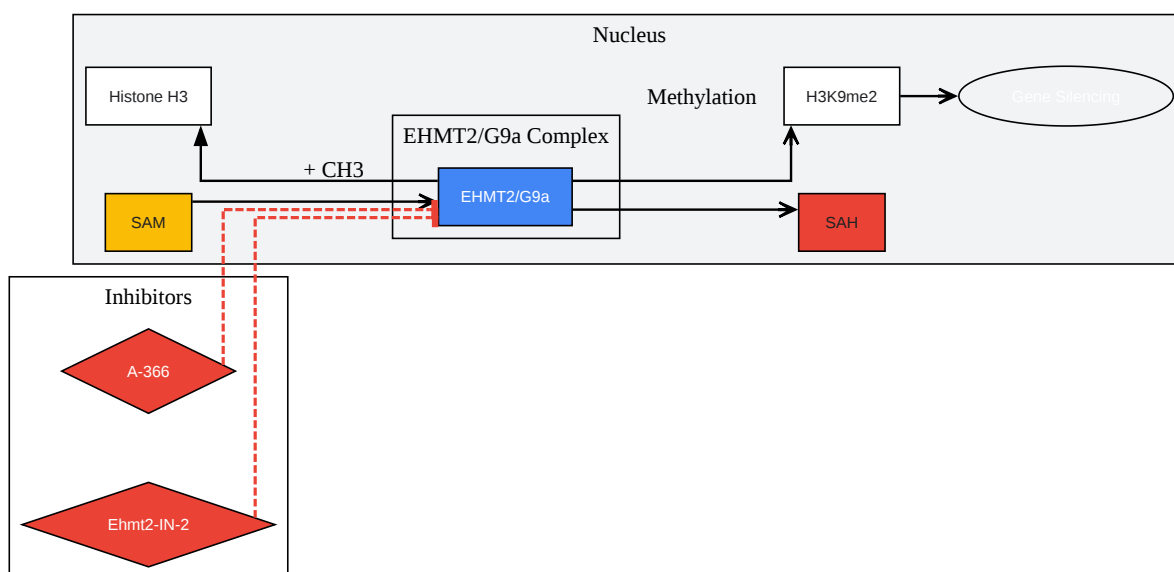 Nucleus
Histone H3
Methylation
H3K9me2
Gene Silencing
EHMT2/G9a Complex
+ CH3
EHMT2/G9a
SAM
SAH
Inhibitors
A-366
Ehmt2-IN-2